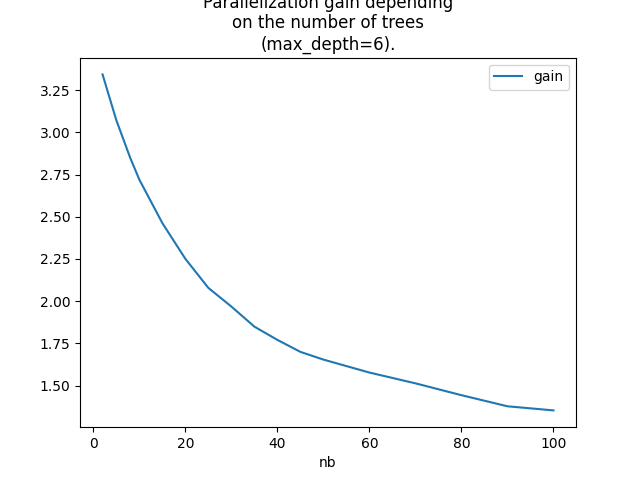 Parallelization gain depending
on the number of trees
(max_depth=6).
gain
3.25
3.00
2.75
2.50
2.25
2.00
1.75
1.50
0
20
40
60
80
100
nb